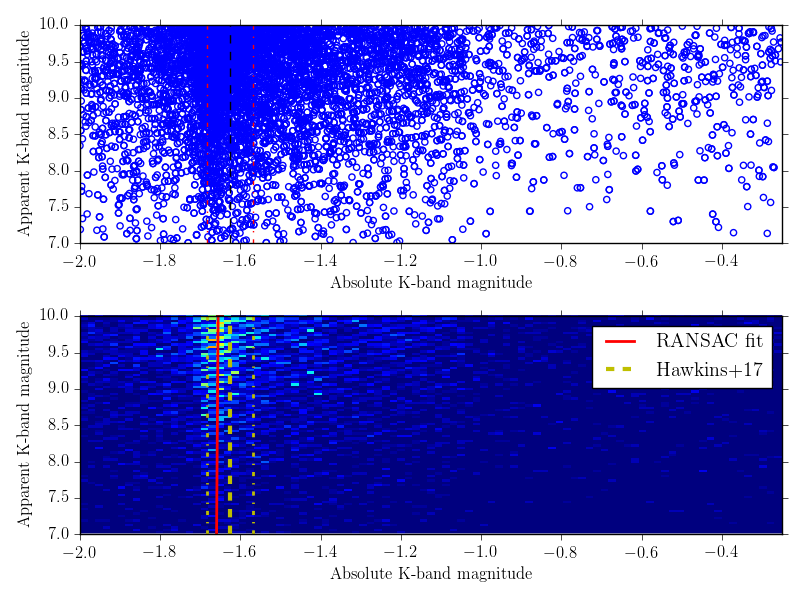 10.0
9.5
9.0
8.5
8.0
7.5
7.0
Apparent K-band magnitude
−2.0 −1.8 −1.6 −1.4 −1.2 −1.0 −0.8 −0.6 −0.4
Absolute K-band magnitude
10.0
9.5
9.0
8.5
8.0
7.5
7.0
Apparent K-band magnitude
RANSAC fit
Hawkins+17
−2.0 −1.8 −1.6 −1.4 −1.2 −1.0 −0.8 −0.6 −0.4
Absolute K-band magnitude